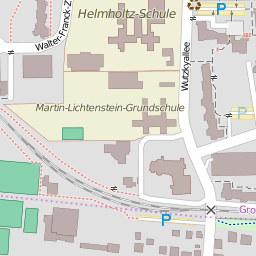 Helmholtz-Schule
P
Walter-Franck-Z
Wutzkyallee
Martin-Lichtenstein-Grundschule
P
Gro
P